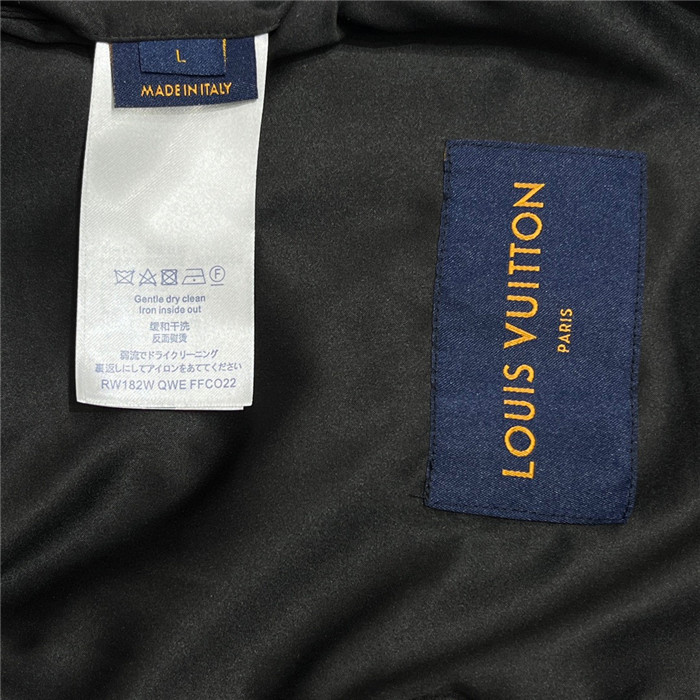 L
MADE IN ITALY
F
Gentle dry clean
Iron inside out
缓和干洗
反面熨烫
弱流でドライクリーニング
裏返しにしてアイロンをあててください
RW182W QWE FFCO22
LOUIS VUITTON
PARIS